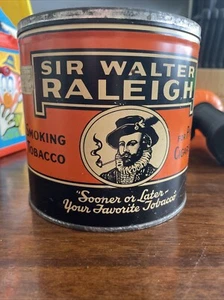 SIR WALTER
RALEIGH
SMOKING
TOBACCO
"Sooner or Later-
Your Favorite Tobacco"